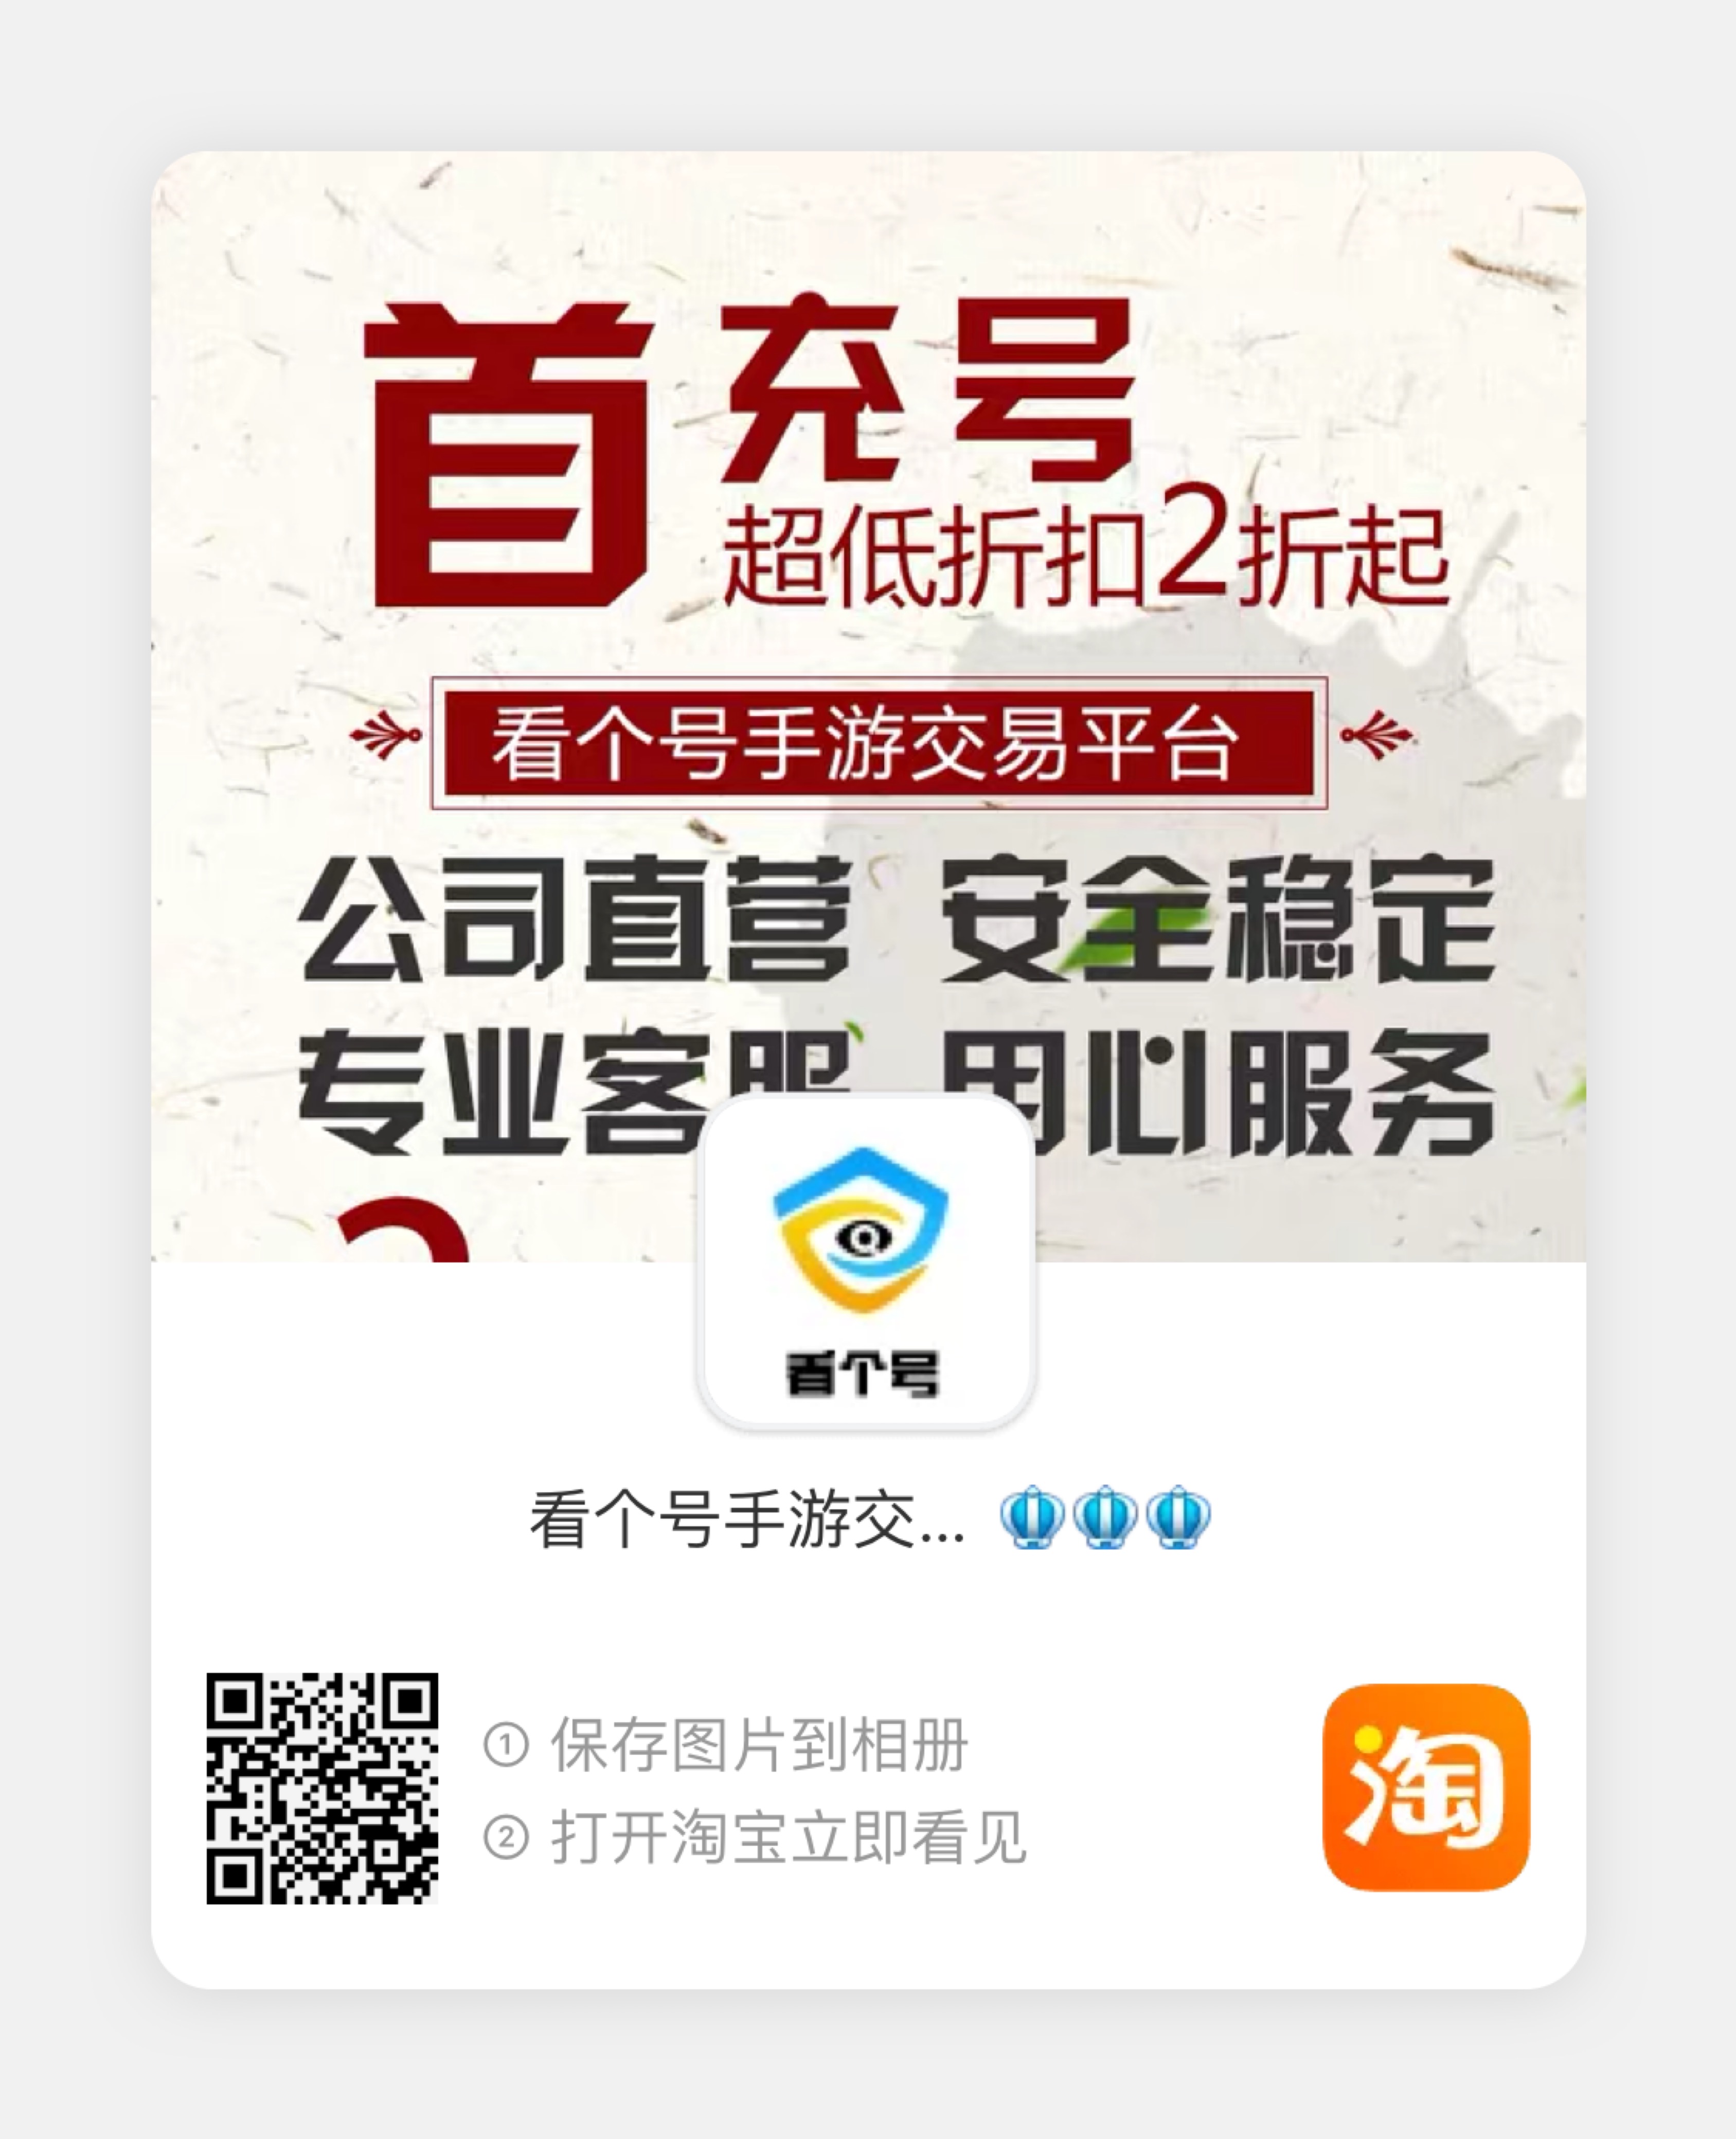 首充号
超低折扣2折起
看个号手游交易平台
公司直营 安全稳定
专业客服 用心服务
看个号
看个号手游交...
① 保存图片到相册
② 打开淘宝立即看见
淘